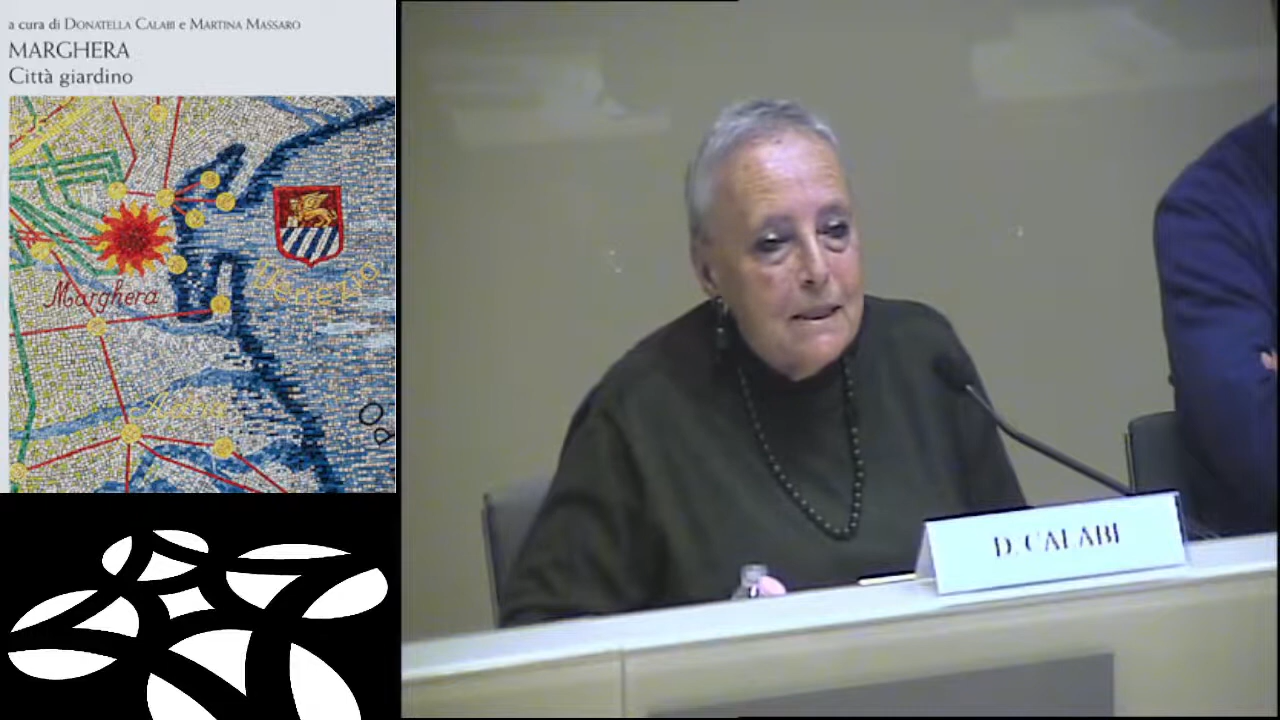 a cura di DONATELLA CALABI e MARTINA MASSARO
MARGHERA
Città giardino
Marghera
Venezia
D. CALABI